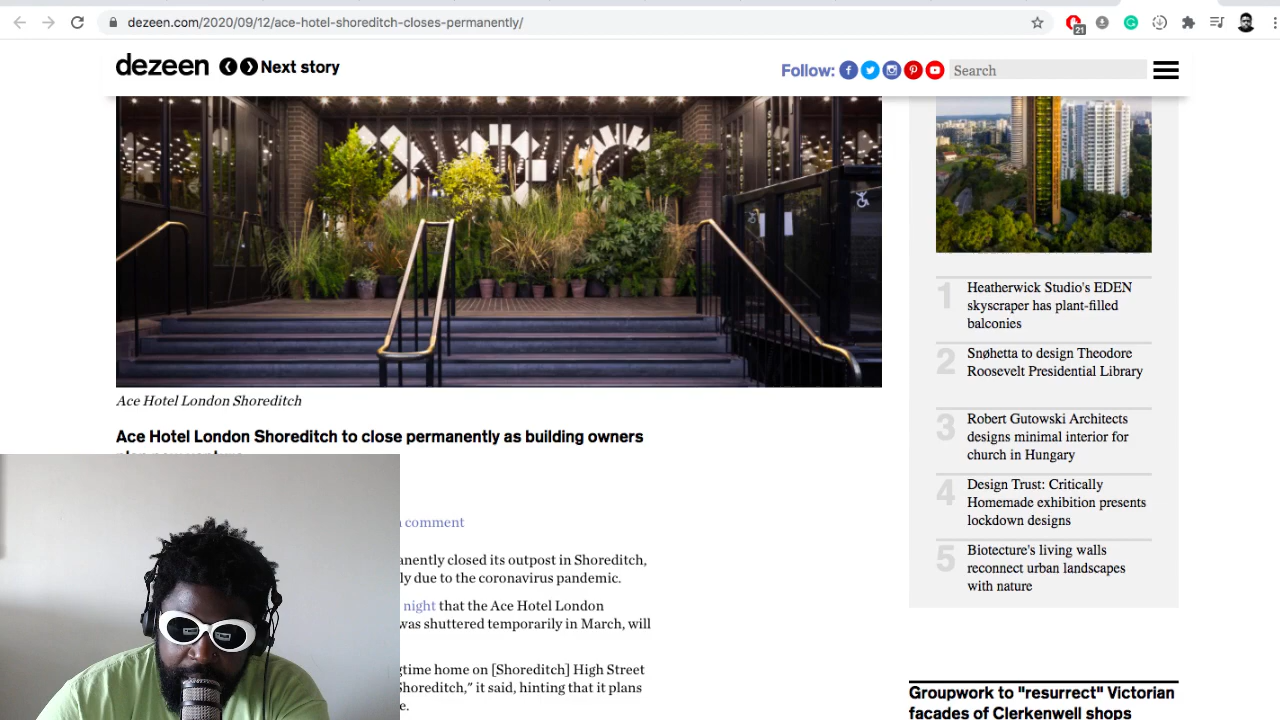 dezeen.com/2020/09/12/ace-hotel-shoreditch-closes-permanently/
21
dezeen
Next story
Follow:
Search
Ace Hotel London Shoreditch
Ace Hotel London Shoreditch to close permanently as building owners
comment
anently closed its outpost in Shoreditch,
ly due to the coronavirus pandemic.
night that the Ace Hotel London
was shuttered temporarily in March, will
gtime home on [Shoreditch] High Street
Shoreditch," it said, hinting that it plans
e.
1 Heatherwick Studio's EDEN
skyscraper has plant-filled
balconies
2 Snøhetta to design Theodore
Roosevelt Presidential Library
3 Robert Gutowski Architects
designs minimal interior for
church in Hungary
4 Design Trust: Critically
Homemade exhibition presents
lockdown designs
5 Biotecture's living walls
reconnect urban landscapes
with nature
Groupwork to "resurrect" Victorian
facades of Clerkenwell shops